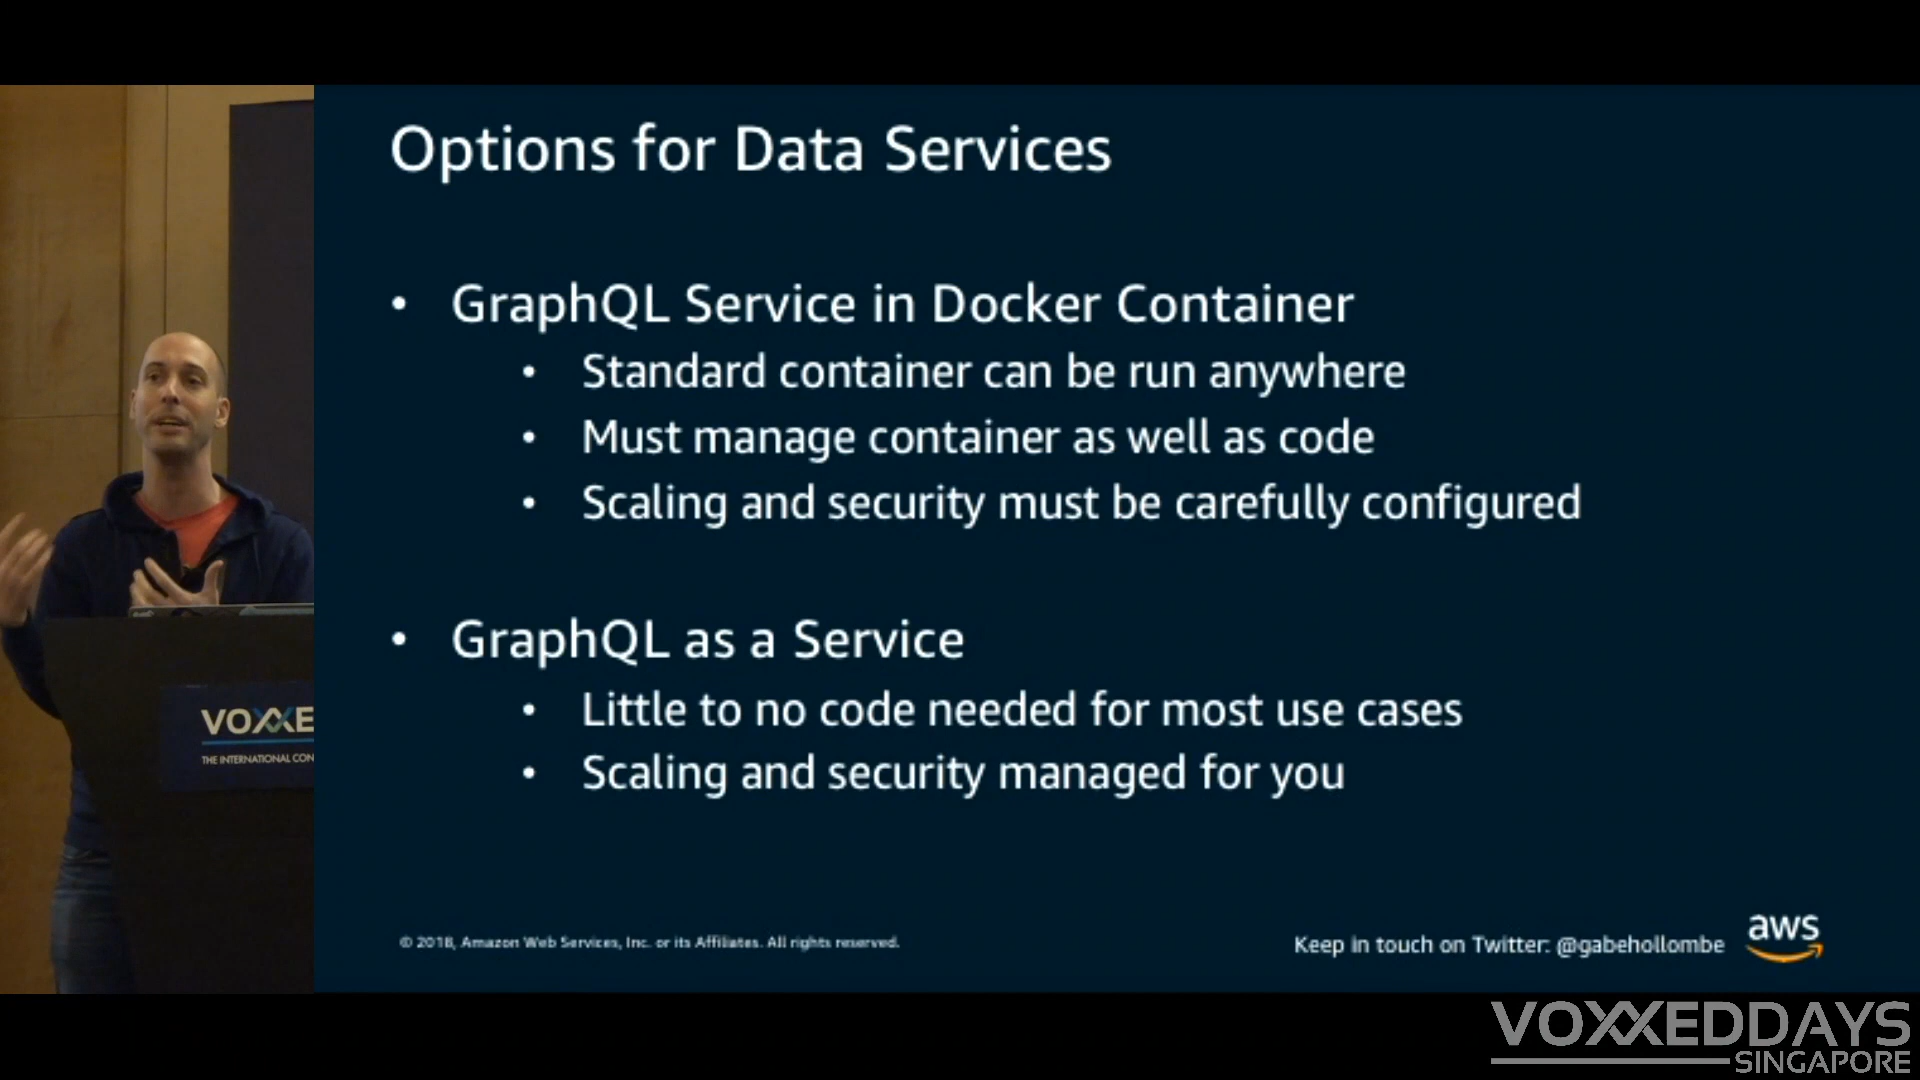 Options for Data Services
• GraphQL Service in Docker Container
• Standard container can be run anywhere
• Must manage container as well as code
• Scaling and security must be carefully configured
• GraphQL as a Service
• Little to no code needed for most use cases
• Scaling and security managed for you
© 2018, Amazon Web Services, Inc. or its Affiliates. All rights reserved.
Keep in touch on Twitter: @gabehollombe
aws
VOXXE
THE INTERNATIONAL CON
VOXXEDDAYS
SINGAPORE